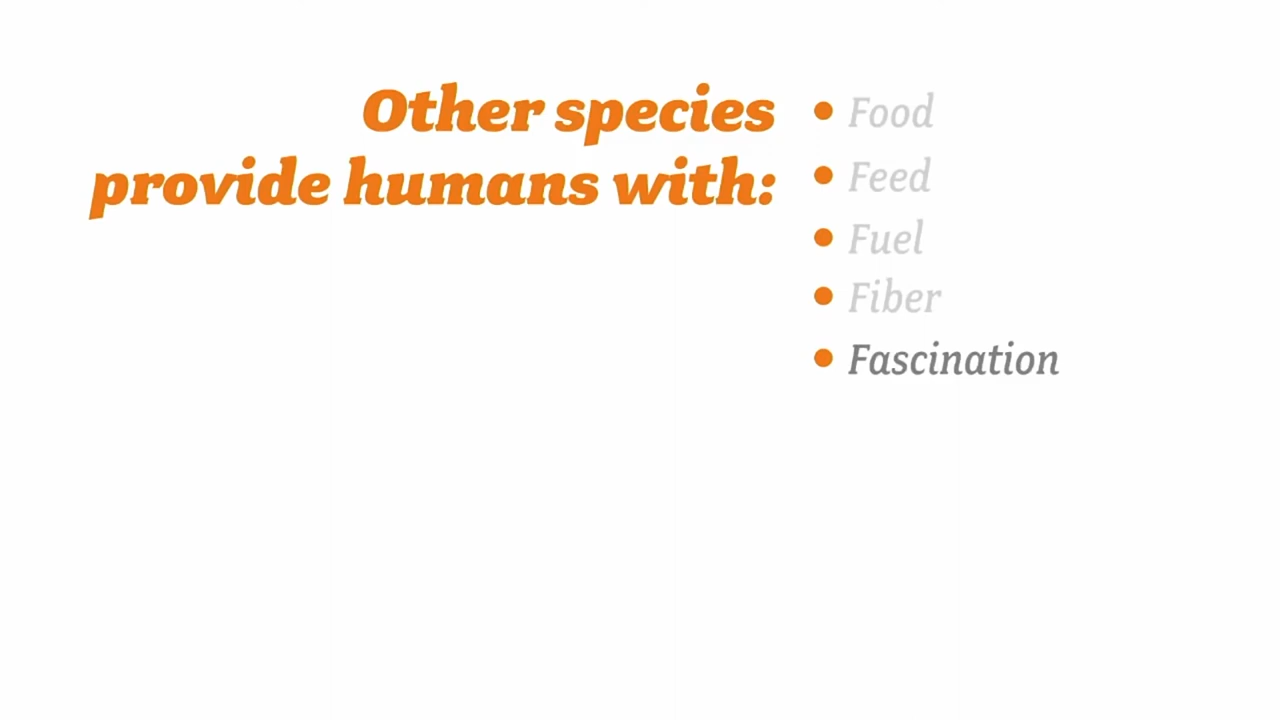 Other species
provide humans with:
• Food
• Feed
• Fuel
• Fiber
• Fascination